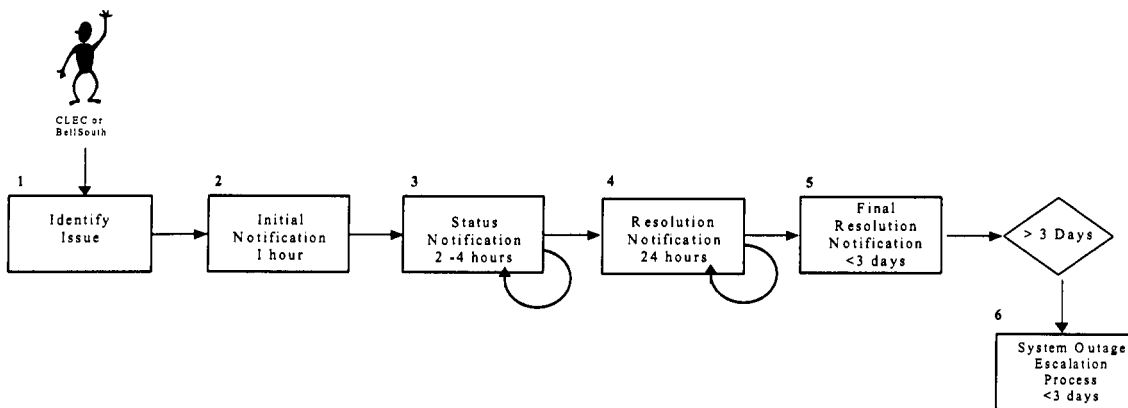 CLEC or
BellSouth
1
Identify
Issue
2
Initial
Notification
1 hour
3
Status
Notification
2 -4 hours
4
Resolution
Notification
24 hours
5
Final
Resolution
Notification
<3 days
> 3 Days
6
System Outage
Escalation
Process
<3 days